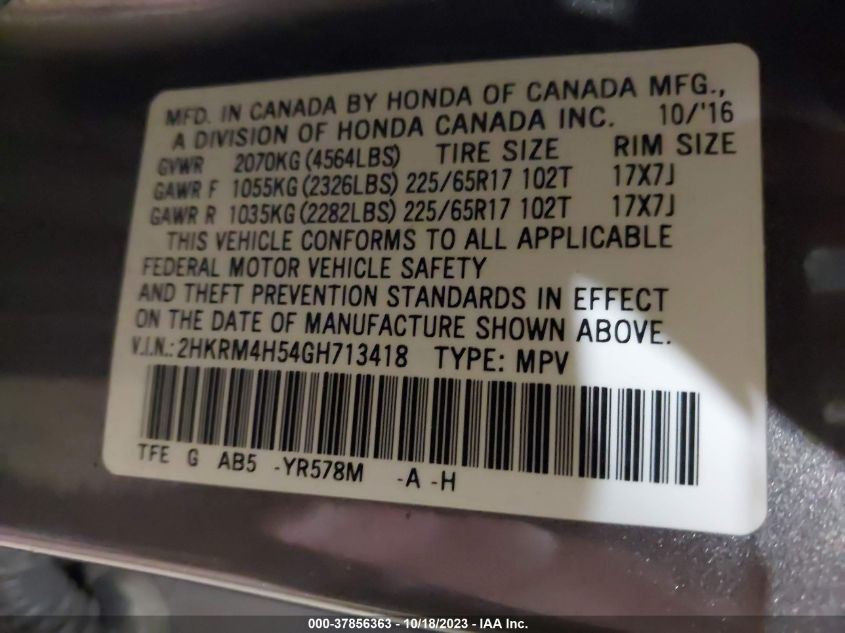 MFD. IN CANADA BY HONDA OF CANADA MFG.,
A DIVISION OF HONDA CANADA INC. 10/'16
GVWR 2070KG (4564LBS) TIRE SIZE RIM SIZE
GAWR F 1055KG (2326LBS) 225/65R17 102T 17X7J
GAWR R 1035KG (2282LBS) 225/65R17 102T 17X7J
THIS VEHICLE CONFORMS TO ALL APPLICABLE
FEDERAL MOTOR VEHICLE SAFETY
AND THEFT PREVENTION STANDARDS IN EFFECT
ON THE DATE OF MANUFACTURE SHOWN ABOVE.
V.I.N.: 2HKRM4H54GH713418 TYPE: MPV
TFE G AB5 -YR578M -A -H
000-37856363 - 10/18/2023 - IAA Inc.